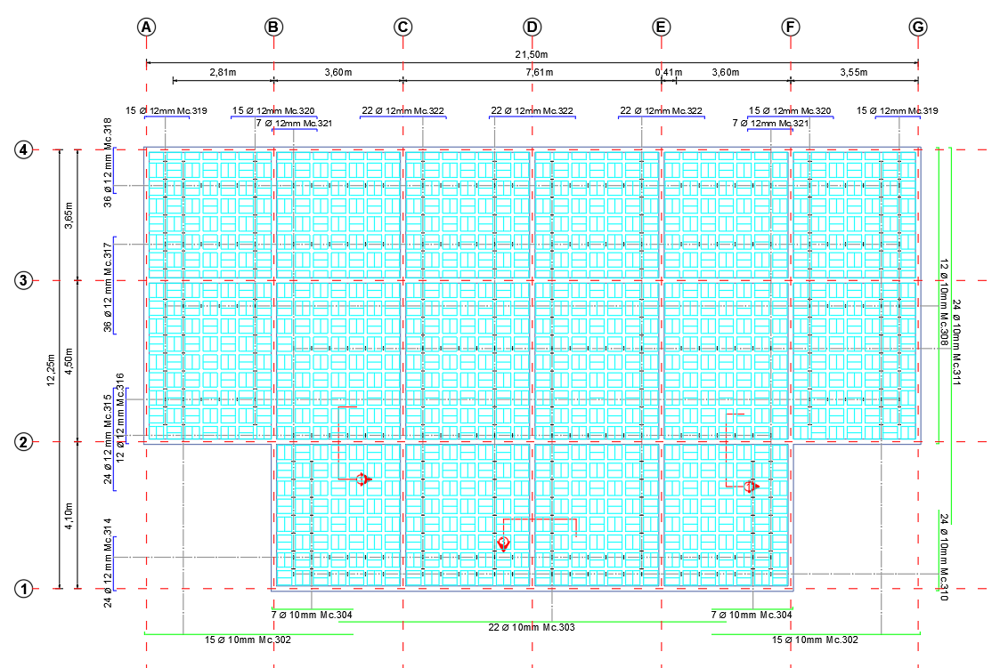 A B C D E F G
21,50m
2,81m 3,60m 7,61m 0,41m 3,60m 3,55m
15 Ø 12mm Mc.319 15 Ø 12mm Mc.320 22 Ø 12mm Mc.322 22 Ø 12mm Mc.322 22 Ø 12mm Mc.322 15 Ø 12mm Mc.320 15 Ø 12mm Mc.319
7 Ø 12mm Mc.321 7 Ø 12mm Mc.321
4
36 Ø 12 mm Mc.318
3,65m
36 Ø 12 mm Mc.317
3
12 Ø 10mm Mc.308
24 Ø 10mm Mc.311
12,25m
4,50m
12 Ø 12 mm Mc.316
24 Ø 12 mm Mc.315
2
4,10m
24 Ø 12 mm Mc.314
24 Ø 10mm Mc.310
1
7 Ø 10mm Mc.304 7 Ø 10mm Mc.304
22 Ø 10mm Mc.303
15 Ø 10mm Mc.302 15 Ø 10mm Mc.302